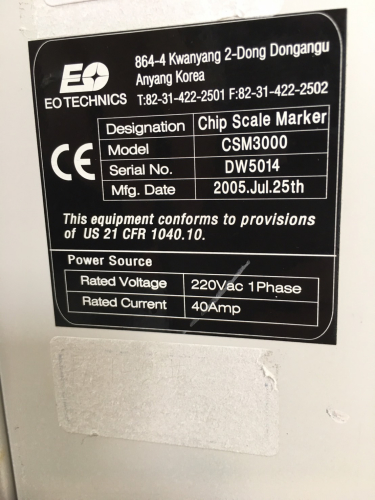 EO
EO TECHNICS
864-4 Kwanyang 2-Dong Dongangu
Anyang Korea
T:82-31-422-2501 F:82-31-422-2502
CE
Designation Chip Scale Marker
Model CSM3000
Serial No. DW5014
Mfg. Date 2005.Jul.25th
This equipment conforms to provisions
of US 21 CFR 1040.10.
Power Source
Rated Voltage 220Vac 1Phase
Rated Current 40Amp